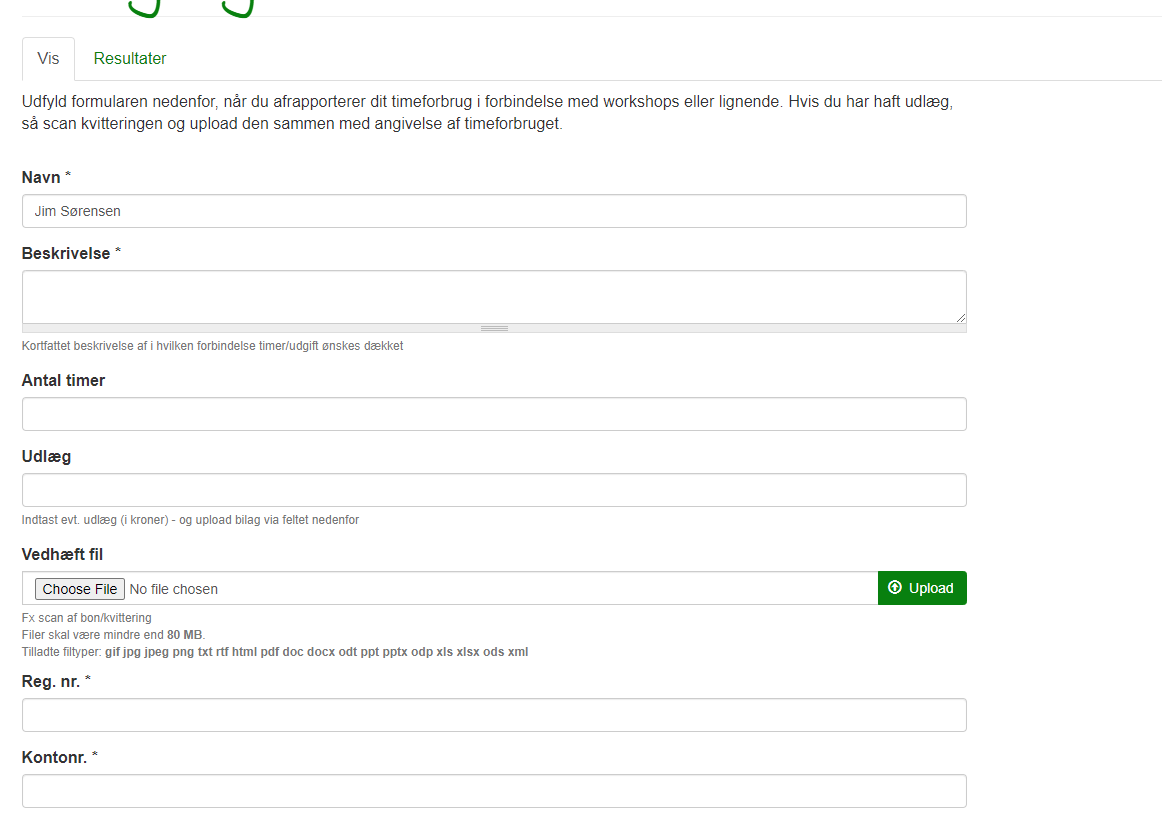 Vis
Resultater
Udfyld formularen nedenfor, når du afrapporterer dit timeforbrug i forbindelse med workshops eller lignende. Hvis du har haft udlæg,
så scan kvitteringen og upload den sammen med angivelse af timeforbruget.
Navn *
Jim Sørensen
Beskrivelse *
Kortfattet beskrivelse af i hvilken forbindelse timer/udgift ønskes dækket
Antal timer
Udlæg
Indtast evt. udlæg (i kroner) - og upload bilag via feltet nedenfor
Vedhæft fil
Choose File No file chosen
Upload
Fx scan af bon/kvittering
Filer skal være mindre end 80 MB.
Tilladte filtyper: gif jpg jpeg png txt rtf html pdf doc docx odt ppt pptx odp xls xlsx ods xml
Reg. nr. *
Kontonr. *